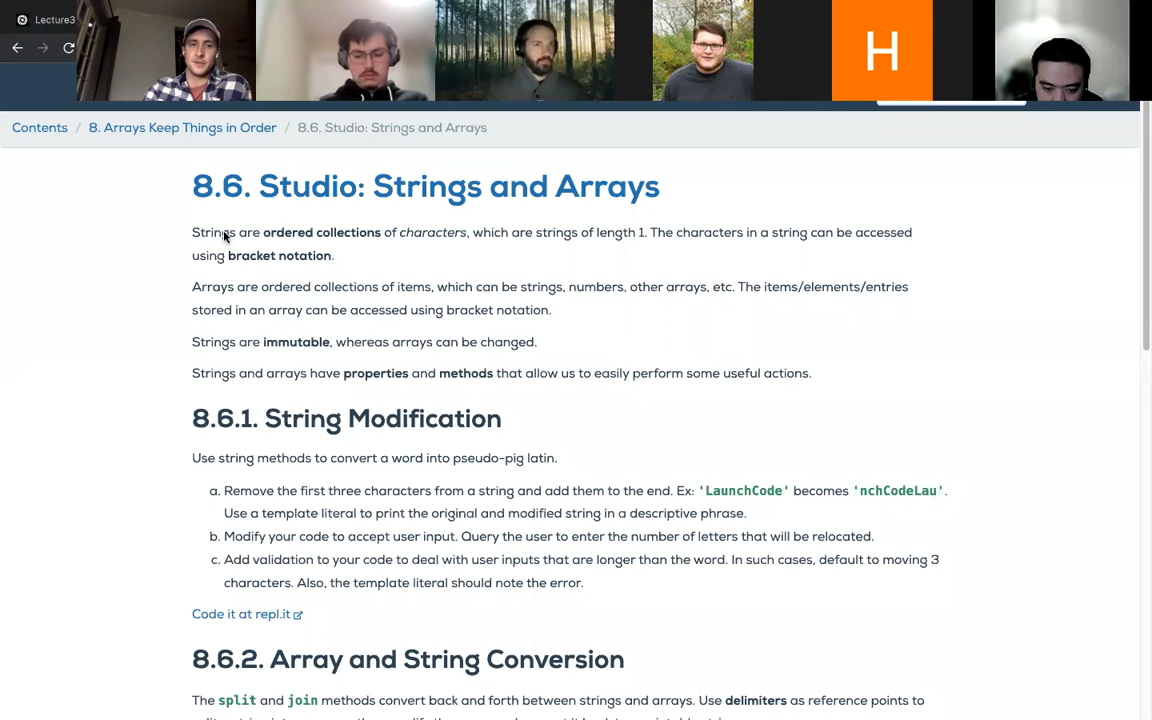 Lecture3
H
Contents / 8. Arrays Keep Things in Order / 8.6. Studio: Strings and Arrays
8.6. Studio: Strings and Arrays
Strings are ordered collections of characters, which are strings of length 1. The characters in a string can be accessed
using bracket notation.
Arrays are ordered collections of items, which can be strings, numbers, other arrays, etc. The items/elements/entries
stored in an array can be accessed using bracket notation.
Strings are immutable, whereas arrays can be changed.
Strings and arrays have properties and methods that allow us to easily perform some useful actions.
8.6.1. String Modification
Use string methods to convert a word into pseudo-pig latin.
a. Remove the first three characters from a string and add them to the end. Ex: 'LaunchCode' becomes 'nchCodeLau'.
Use a template literal to print the original and modified string in a descriptive phrase.
b. Modify your code to accept user input. Query the user to enter the number of letters that will be relocated.
c. Add validation to your code to deal with user inputs that are longer than the word. In such cases, default to moving 3
characters. Also, the template literal should note the error.
Code it at repl.it
8.6.2. Array and String Conversion
The split and join methods convert back and forth between strings and arrays. Use delimiters as reference points to